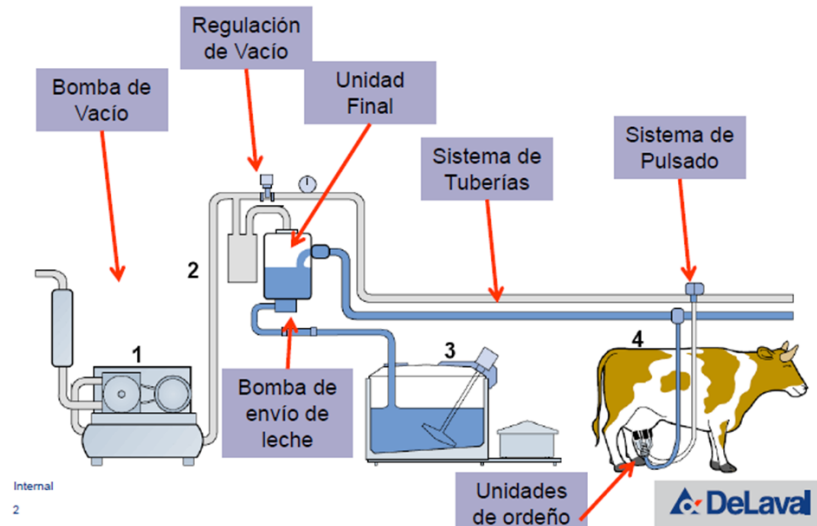 Regulación
de Vacío
Bomba de
Vacío
Unidad
Final
Sistema de
Tuberías
Sistema de
Pulsado
2
1
3
4
Bomba de
envío de
leche
Unidades
de ordeño
Internal
2
DeLaval